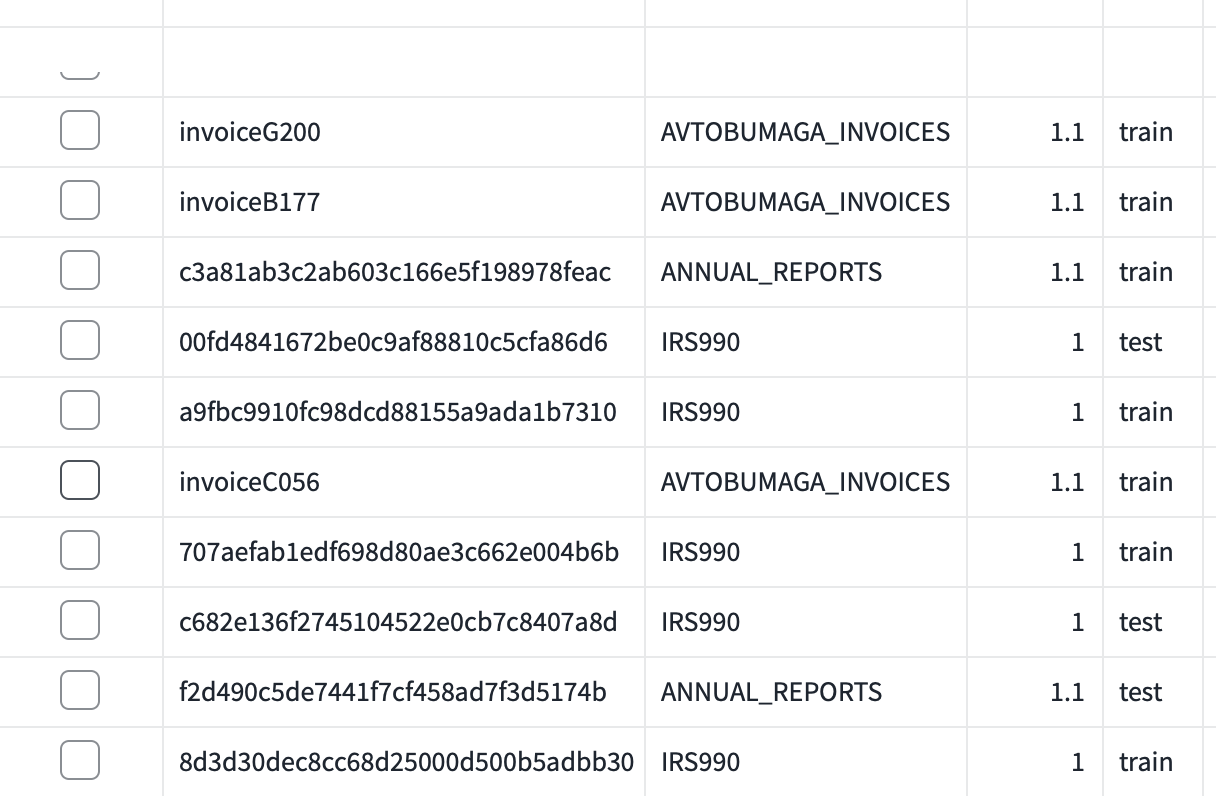 invoiceG200 AVTOBUMAGA_INVOICES 1.1 train
invoiceB177 AVTOBUMAGA_INVOICES 1.1 train
c3a81ab3c2ab603c166e5f198978feac ANNUAL_REPORTS 1.1 train
00fd4841672be0c9af88810c5cfa86d6 IRS990 1 test
a9fbc9910fc98dcd88155a9ada1b7310 IRS990 1 train
invoiceC056 AVTOBUMAGA_INVOICES 1.1 train
707aefab1edf698d80ae3c662e004b6b IRS990 1 train
c682e136f2745104522e0cb7c8407a8d IRS990 1 test
f2d490c5de7441f7cf458ad7f3d5174b ANNUAL_REPORTS 1.1 test
8d3d30dec8cc68d25000d500b5adbb30 IRS990 1 train